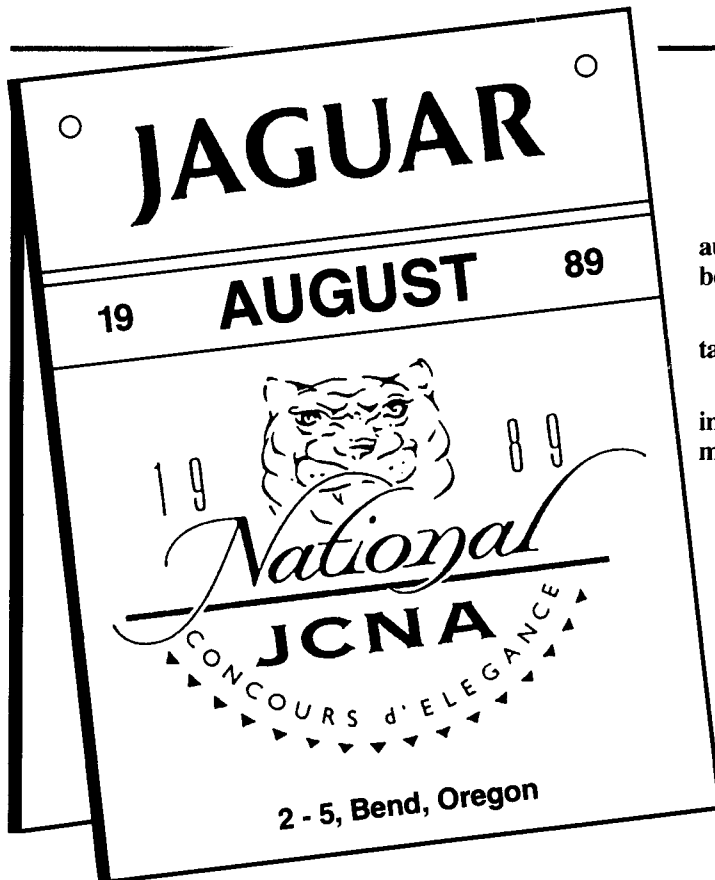 JAGUAR
19 AUGUST 89
19 89
National
JCNA
CONCOURS d'ELEGANCE
2 - 5, Bend, Oregon